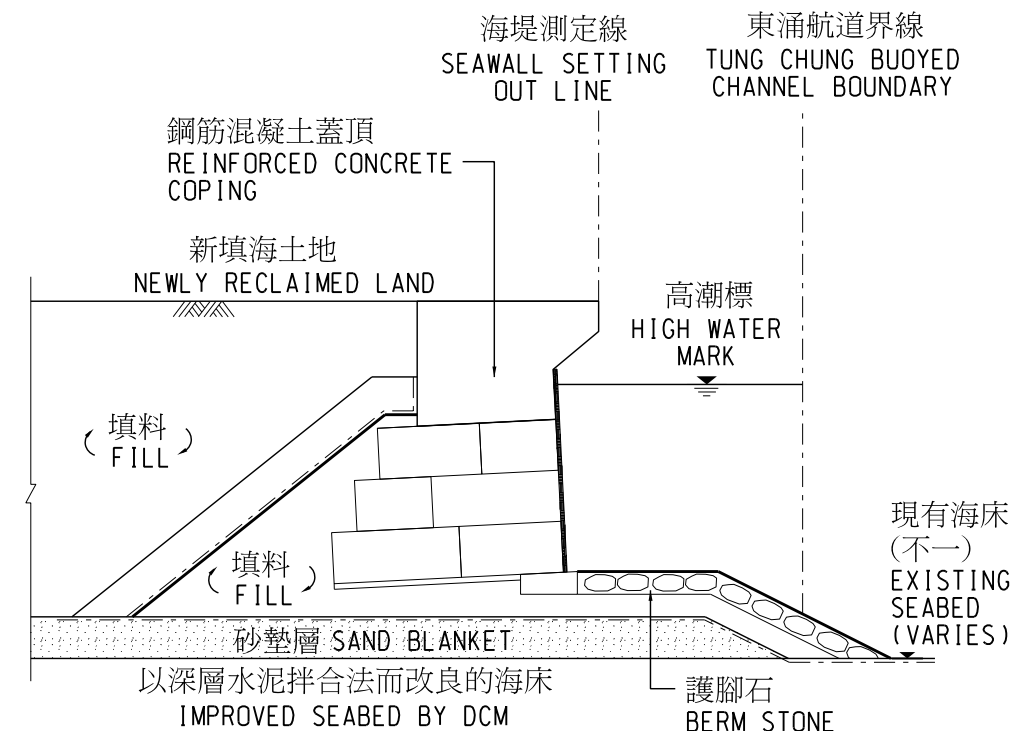 海堤測定線
SEAWALL SETTING
OUT LINE
東涌航道界線
TUNG CHUNG BUOYED
CHANNEL BOUNDARY
鋼筋混凝土蓋頂
REINFORCED CONCRETE
COPING
新填海土地
NEWLY RECLAIMED LAND
高潮標
HIGH WATER
MARK
填料
FILL
現有海床
(不一)
EXISTING
SEABED
(VARIES)
填料
FILL
砂墊層 SAND BLANKET
以深層水泥拌合法而改良的海床
IMPROVED SEABED BY DCM
護腳石
BERM STONE